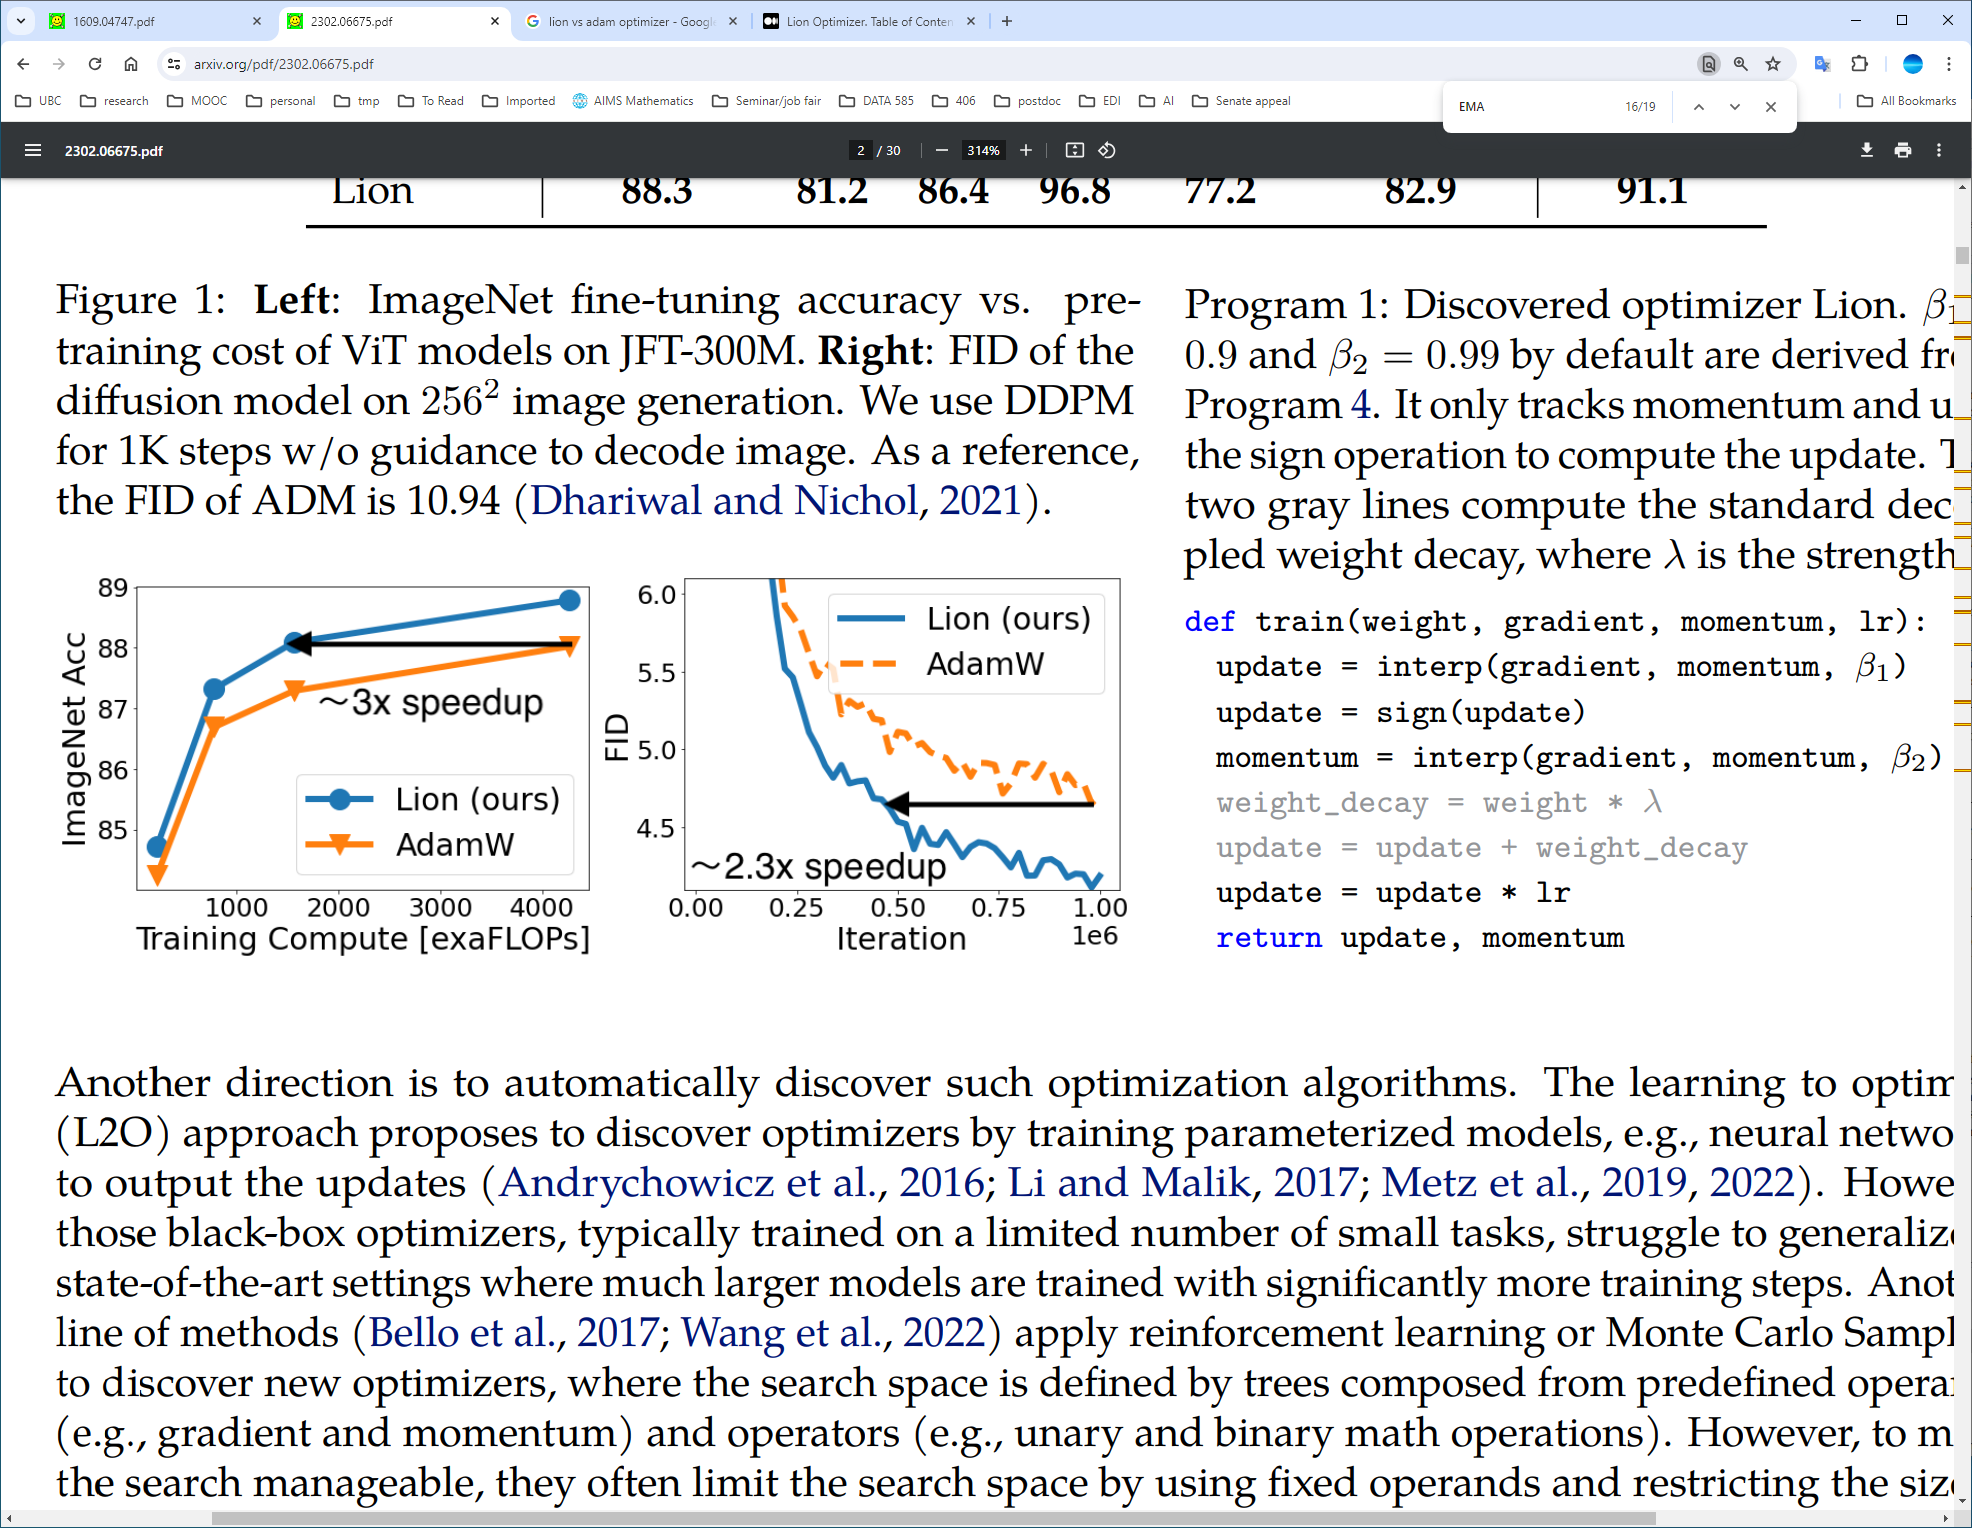 1609.04747.pdf
2302.06675.pdf
lion vs adam optimizer - Google
Lion Optimizer. Table of Conten
arxiv.org/pdf/2302.06675.pdf
UBC research MOOC personal tmp To Read Imported AIMS Mathematics Seminar/job fair DATA 585 406 postdoc EDI AI Senate appeal All Bookmarks
EMA 16/19
2302.06675.pdf 2 / 30 314%
Lion 88.3 81.2 86.4 96.8 77.2 82.9 91.1
Figure 1: Left: ImageNet fine-tuning accuracy vs. pre-
training cost of ViT models on JFT-300M. Right: FID of the
diffusion model on 256² image generation. We use DDPM
for 1K steps w/o guidance to decode image. As a reference,
the FID of ADM is 10.94 (Dhariwal and Nichol, 2021).
89
88
87
86
85
ImageNet Acc
~3x speedup
Lion (ours)
AdamW
1000 2000 3000 4000
Training Compute [exaFLOPs]
6.0
5.5
5.0
4.5
FID
Lion (ours)
AdamW
~2.3x speedup
0.00 0.25 0.50 0.75 1.00
1e6
Iteration
Program 1: Discovered optimizer Lion. β1
0.9 and β2 = 0.99 by default are derived fro
Program 4. It only tracks momentum and u
the sign operation to compute the update. T
two gray lines compute the standard dec
pled weight decay, where λ is the strength
def train(weight, gradient, momentum, lr):
update = interp(gradient, momentum, β1)
update = sign(update)
momentum = interp(gradient, momentum, β2)
weight_decay = weight * λ
update = update + weight_decay
update = update * lr
return update, momentum
Another direction is to automatically discover such optimization algorithms. The learning to optim
(L2O) approach proposes to discover optimizers by training parameterized models, e.g., neural netwo
to output the updates (Andrychowicz et al., 2016; Li and Malik, 2017; Metz et al., 2019, 2022). Howe
those black-box optimizers, typically trained on a limited number of small tasks, struggle to generalize
state-of-the-art settings where much larger models are trained with significantly more training steps. Anot
line of methods (Bello et al., 2017; Wang et al., 2022) apply reinforcement learning or Monte Carlo Sampl
to discover new optimizers, where the search space is defined by trees composed from predefined opera
(e.g., gradient and momentum) and operators (e.g., unary and binary math operations). However, to m
the search manageable, they often limit the search space by using fixed operands and restricting the size